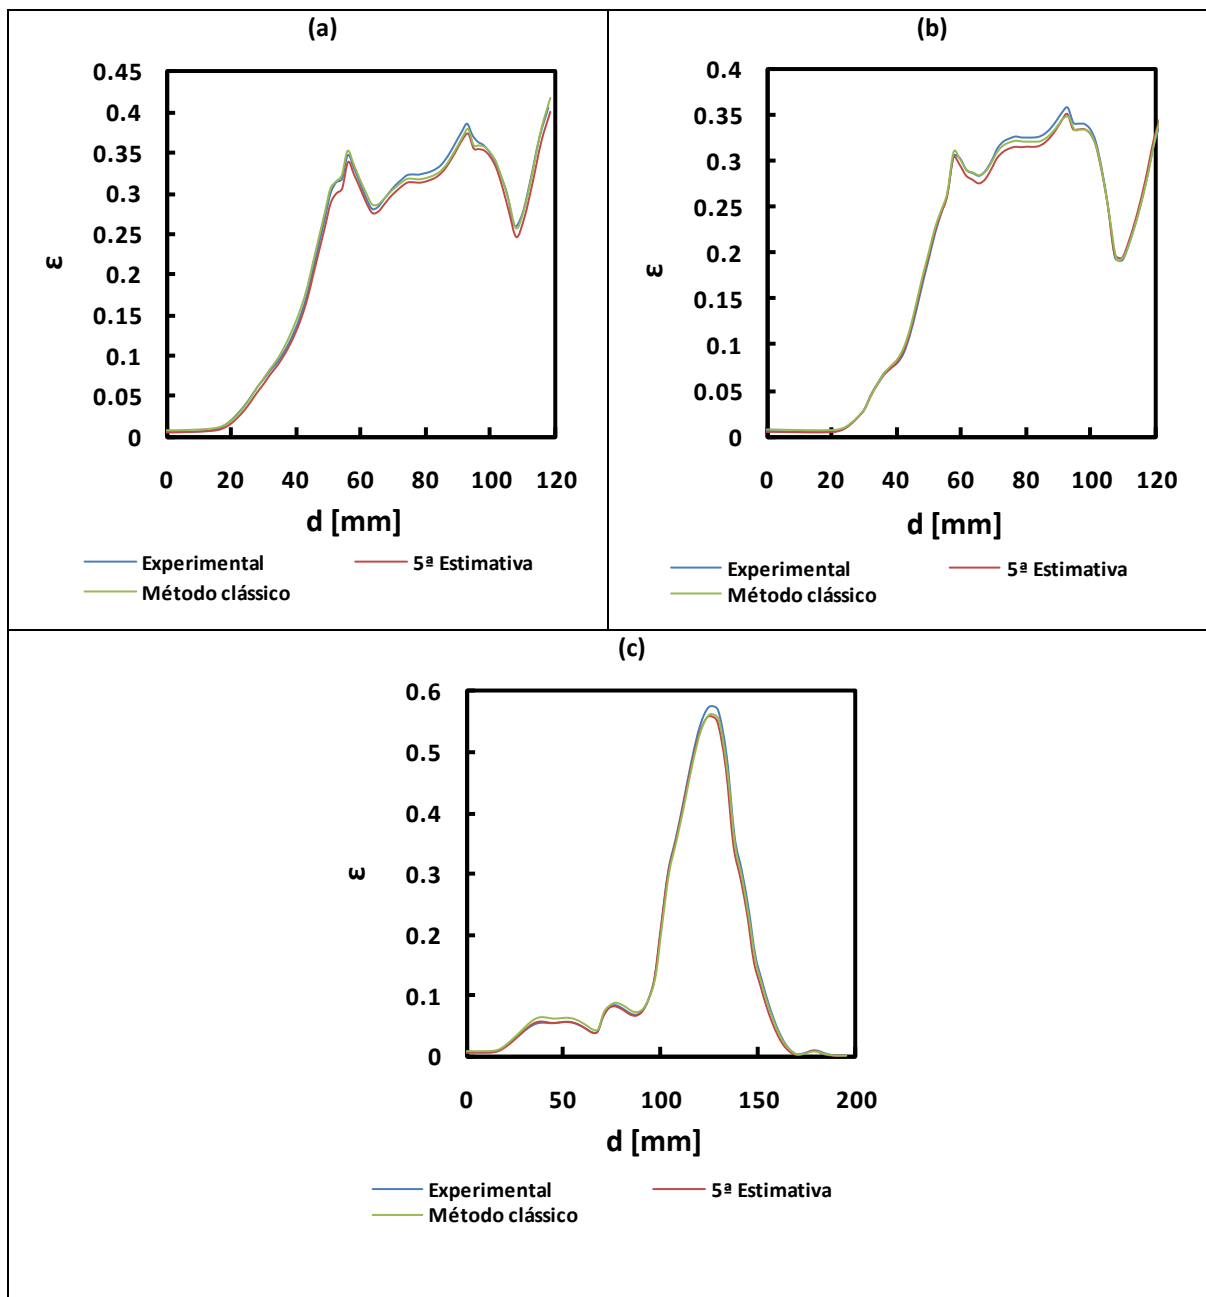 (a)
0.45
0.4
0.35
0.3
0.25
0.2
0.15
0.1
0.05
0
ε
0 20 40 60 80 100 120
d [mm]
Experimental 5ª Estimativa
Método clássico
(b)
0.4
0.35
0.3
0.25
0.2
0.15
0.1
0.05
0
ε
0 20 40 60 80 100 120
d [mm]
Experimental 5ª Estimativa
Método clássico
(c)
0.6
0.5
0.4
0.3
0.2
0.1
0
ε
0 50 100 150 200
d [mm]
Experimental 5ª Estimativa
Método clássico